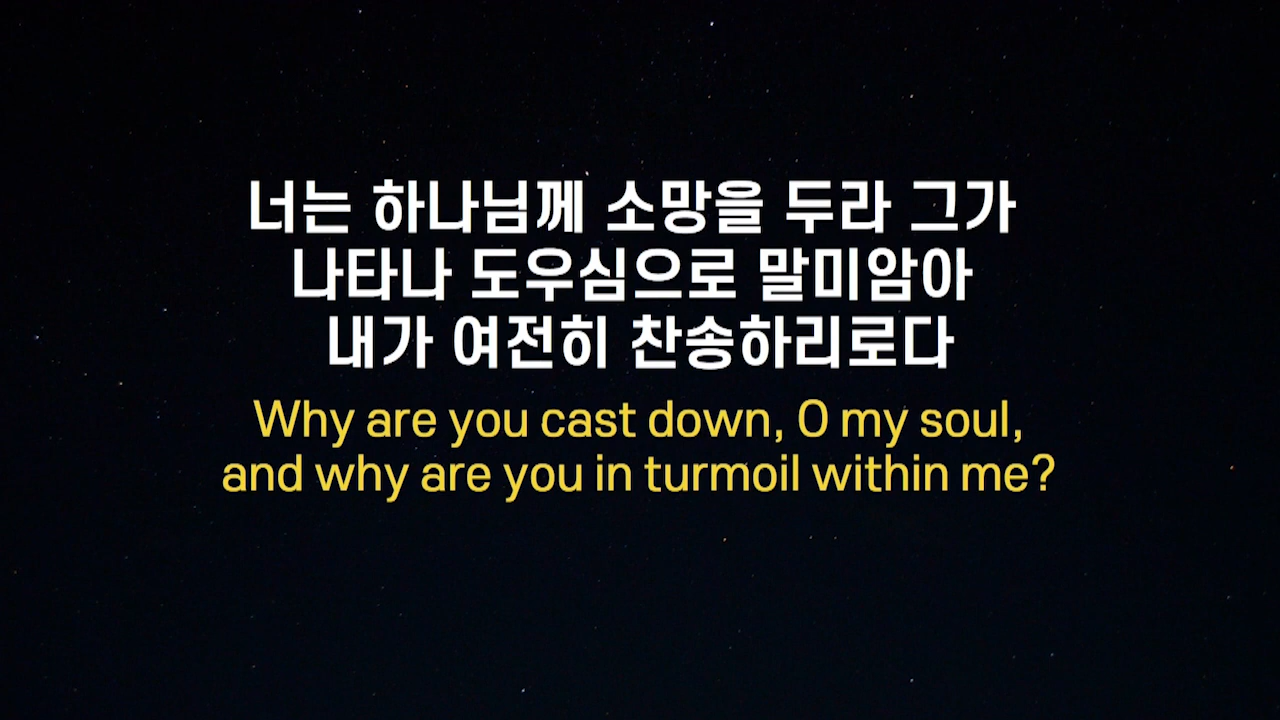 너는 하나님께 소망을 두라 그가
나타나 도우심으로 말미암아
내가 여전히 찬송하리로다
Why are you cast down, O my soul,
and why are you in turmoil within me?